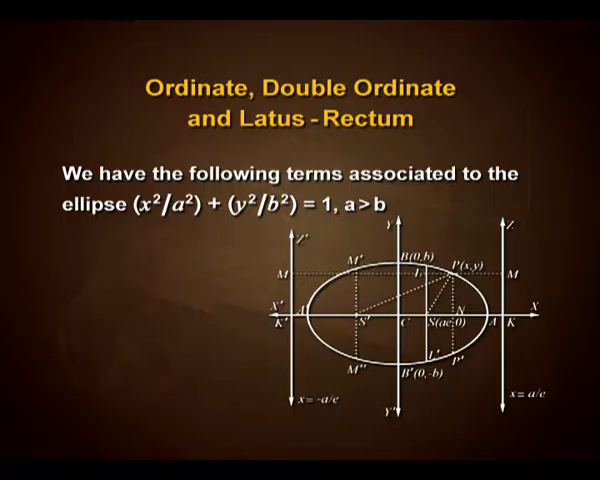 Ordinate, Double Ordinate
and Latus - Rectum
We have the following terms associated to the
ellipse (x²/a²) + (y²/b²) = 1, a > b
Y Z
Z'
M' B(0,b) P(x,y)
M L M
X' A' N X
K' S' C S(ae,0) A K
L' P'
M'' B'(0,-b)
x = -a/e x = a/e
Y'